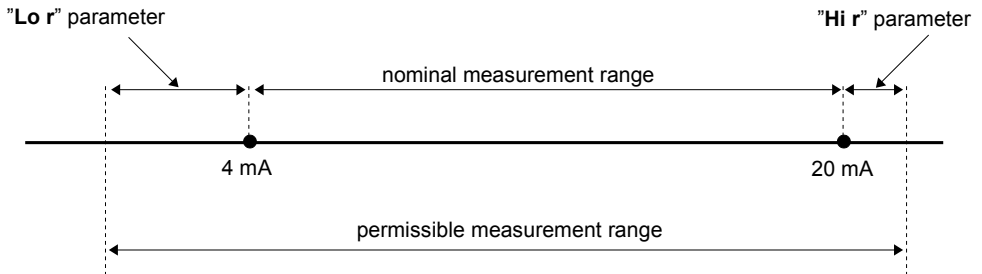 "Lo r" parameter
"Hi r" parameter
nominal measurement range
4 mA
20 mA
permissible measurement range